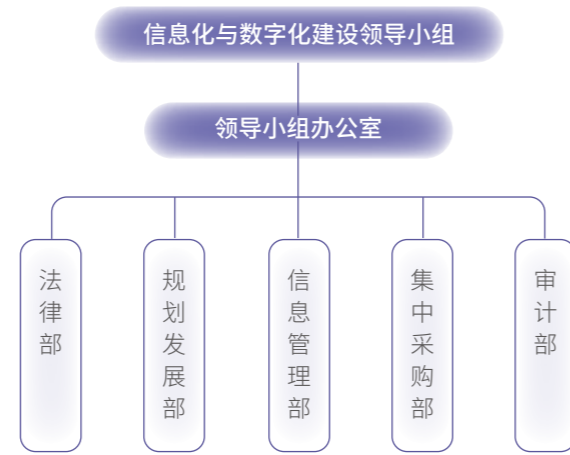 信息化与数字化建设领导小组
领导小组办公室
法律部
规划发展部
信息管理部
集中采购部
审计部